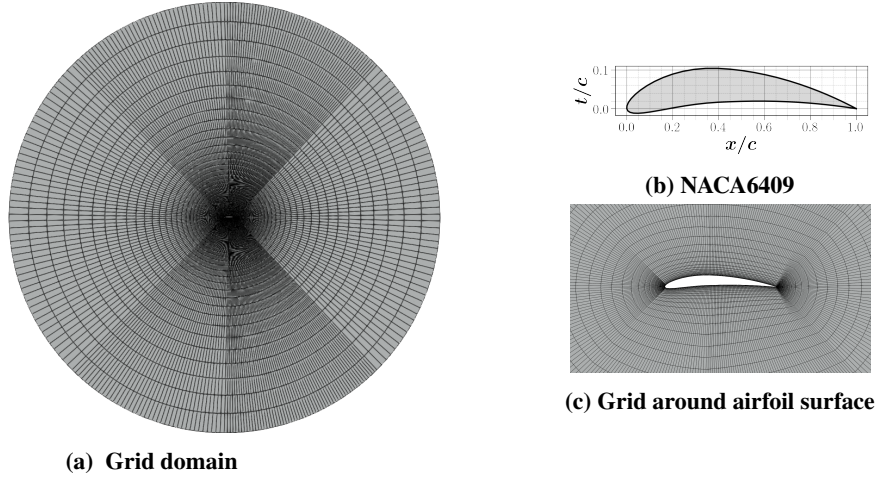 0.1
t/c
0.0
0.0 0.2 0.4 0.6 0.8 1.0
x/c
(b) NACA6409
(c) Grid around airfoil surface
(a) Grid domain